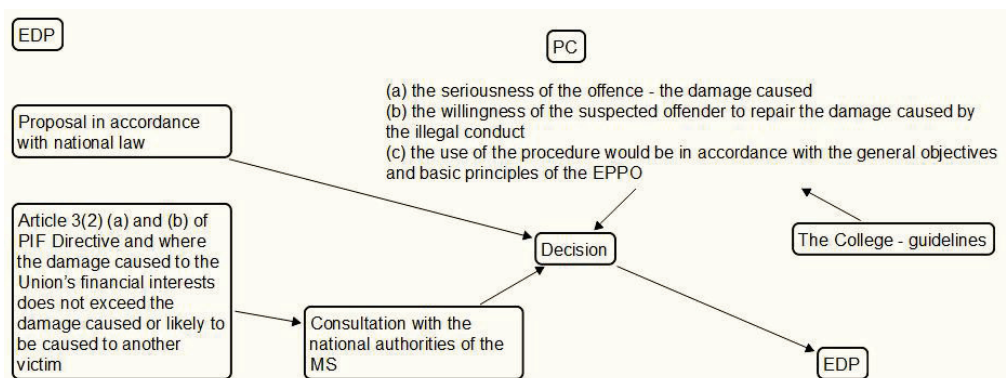 EDP
PC
(a) the seriousness of the offence - the damage caused
(b) the willingness of the suspected offender to repair the damage caused by
the illegal conduct
(c) the use of the procedure would be in accordance with the general objectives
and basic principles of the EPPO
Proposal in accordance
with national law
Article 3(2) (a) and (b) of
PIF Directive and where
the damage caused to the
Union's financial interests
does not exceed the
damage caused or likely to
be caused to another
victim
Decision
The College - guidelines
Consultation with the
national authorities of the
MS
EDP